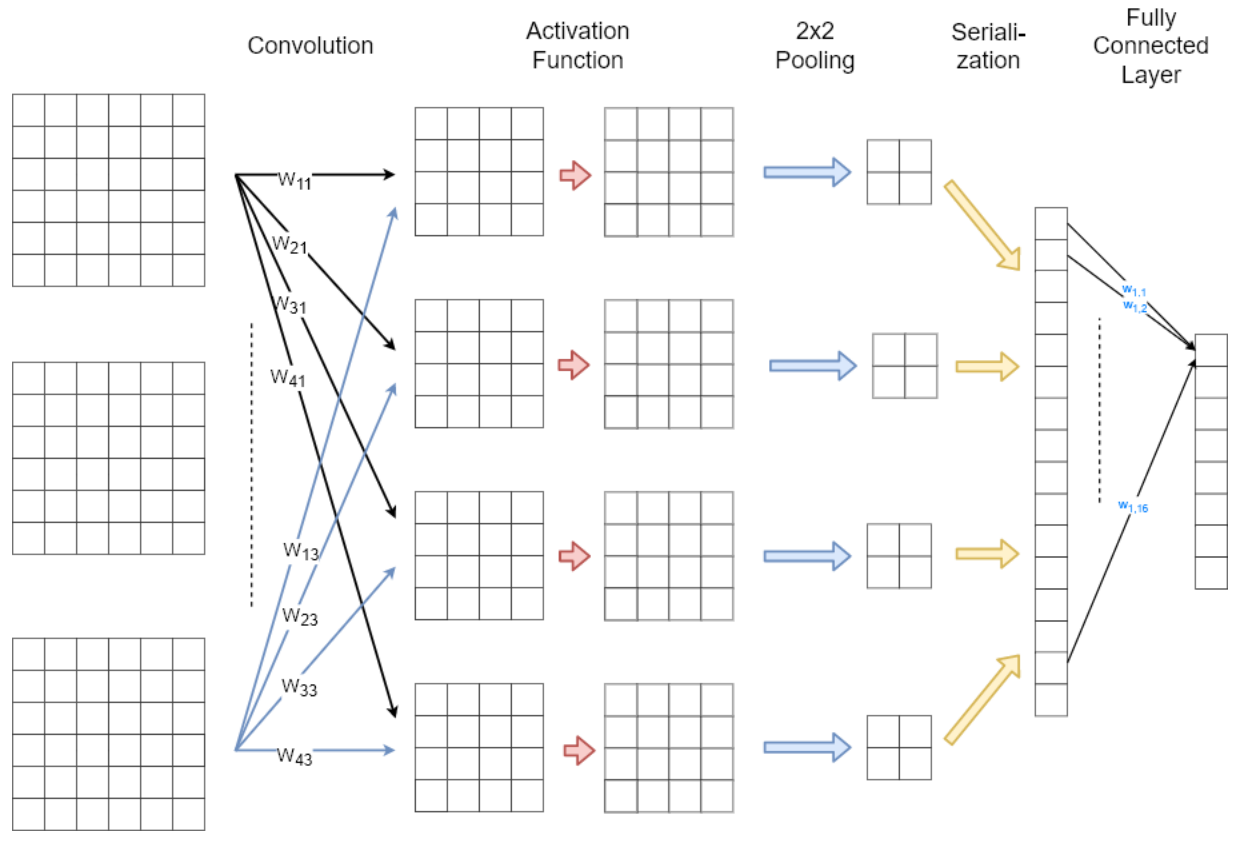 Convolution
Activation
Function
2x2
Pooling
Seriali-
zation
Fully
Connected
Layer
W11
W21
W31
W41
W13
W23
W33
W43
w1,1
w1,2
w1,16